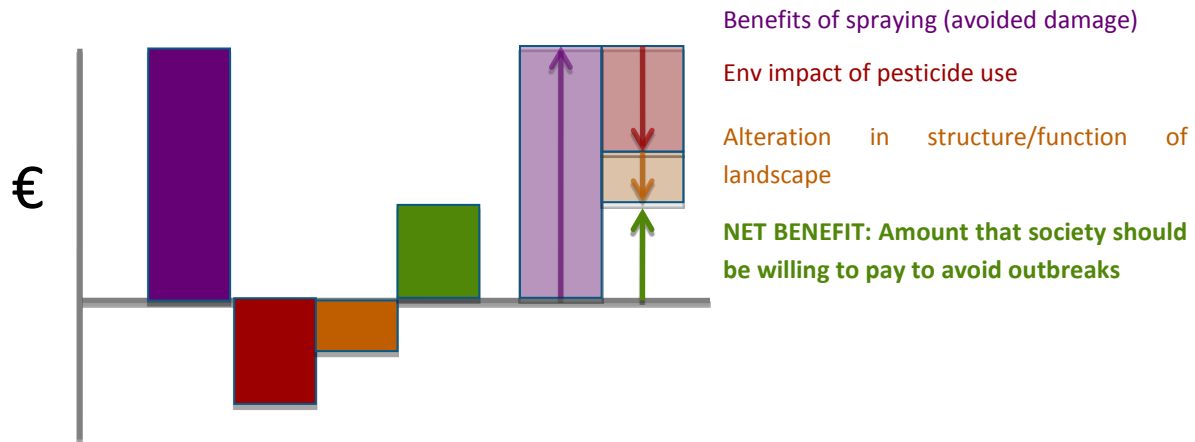 Benefits of spraying (avoided damage)
Env impact of pesticide use
€
Alteration in structure/function of
landscape
NET BENEFIT: Amount that society should
be willing to pay to avoid outbreaks